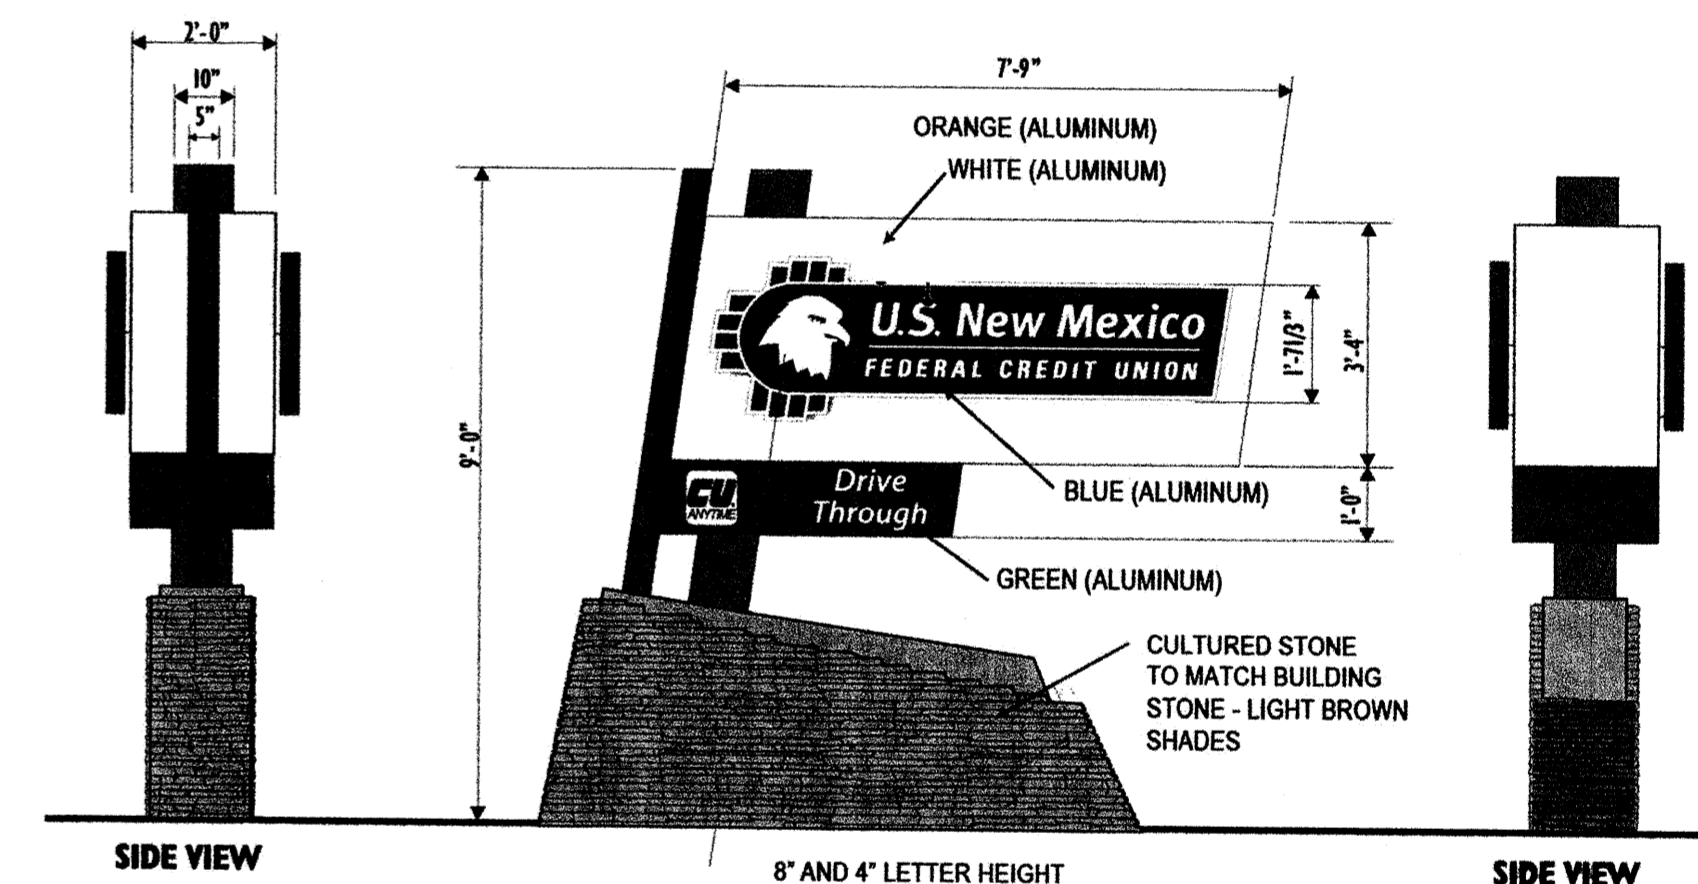 2'-0"
10"
5"
7'-9"
ORANGE (ALUMINUM)
WHITE (ALUMINUM)
9'-0"
U.S. New Mexico
FEDERAL CREDIT UNION
1'-71/8"
3'-4"
1'-0"
CU
ANYTIME
Drive
Through
BLUE (ALUMINUM)
GREEN (ALUMINUM)
CULTURED STONE
TO MATCH BUILDING
STONE - LIGHT BROWN
SHADES
SIDE VIEW
8" AND 4" LETTER HEIGHT
SIDE VIEW